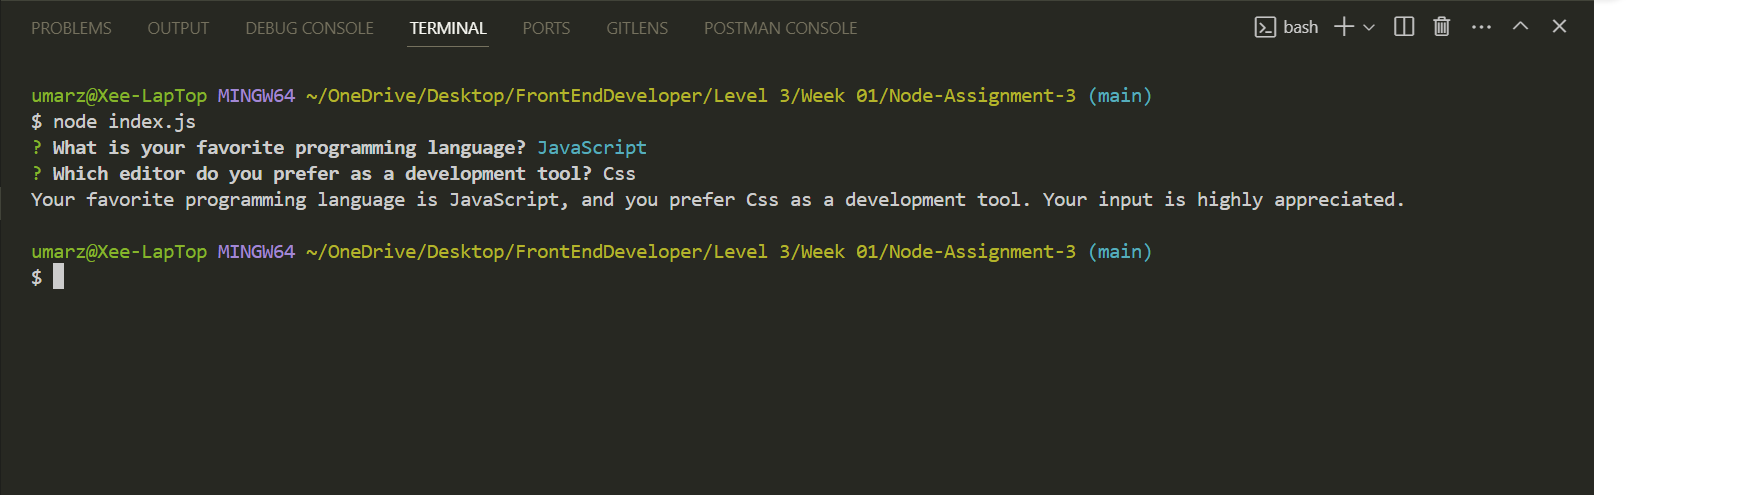 PROBLEMS OUTPUT DEBUG CONSOLE TERMINAL PORTS GITLENS POSTMAN CONSOLE bash
umarz@Xee-LapTop MINGW64 ~/OneDrive/Desktop/FrontEndDeveloper/Level 3/Week 01/Node-Assignment-3 (main)
$ node index.js
? What is your favorite programming language? JavaScript
? Which editor do you prefer as a development tool? Css
Your favorite programming language is JavaScript, and you prefer Css as a development tool. Your input is highly appreciated.
umarz@Xee-LapTop MINGW64 ~/OneDrive/Desktop/FrontEndDeveloper/Level 3/Week 01/Node-Assignment-3 (main)
$